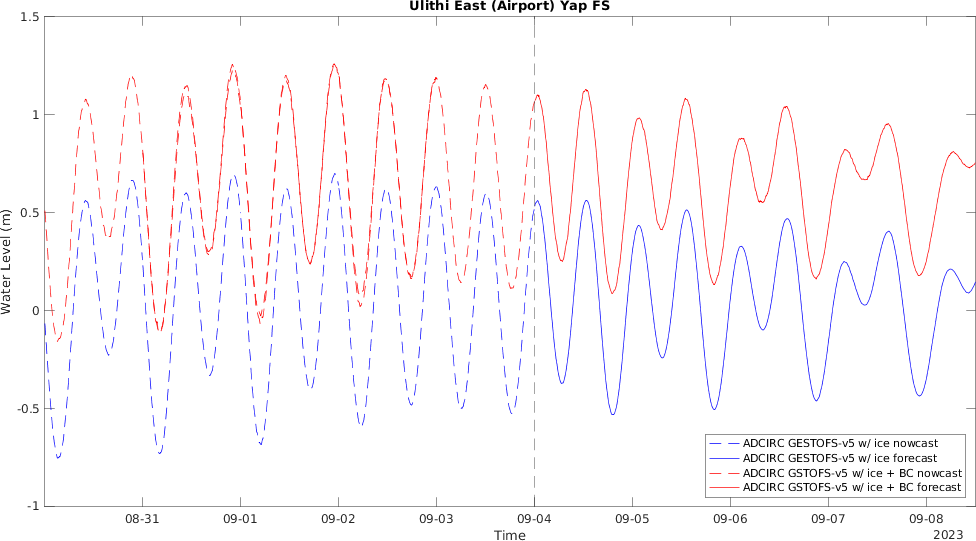 Ulithi East (Airport) Yap FS
1.5
1
0.5
0
-0.5
-1
Water Level (m)
08-31
09-01
09-02
09-03
09-04
09-05
09-06
09-07
09-08
Time
2023
ADCIRC GESTOFS-v5 w/ ice nowcast
ADCIRC GESTOFS-v5 w/ ice forecast
ADCIRC GSTOFS-v5 w/ ice + BC nowcast
ADCIRC GSTOFS-v5 w/ ice + BC forecast